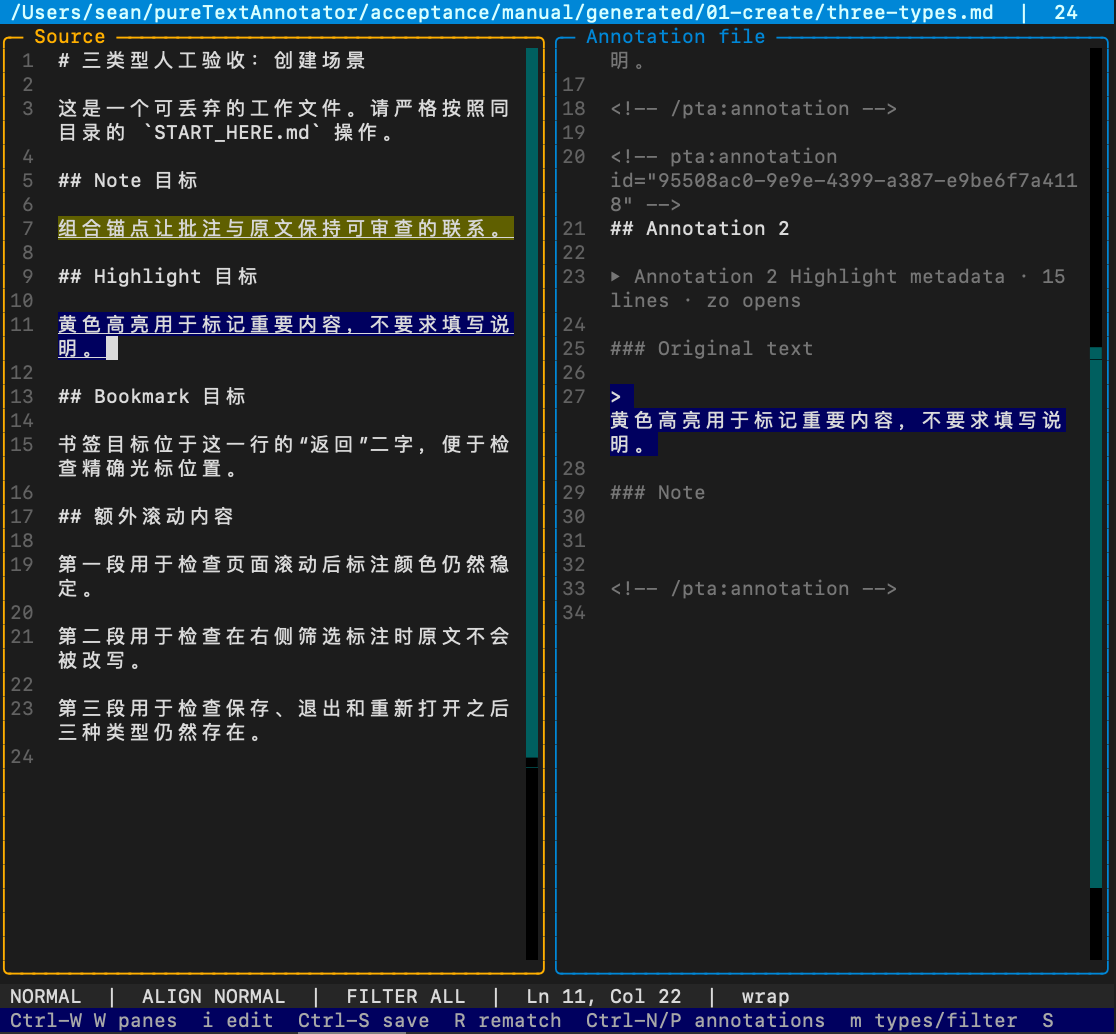 /Users/sean/pureTextAnnotator/acceptance/manual/generated/01-create/three-types.md | 24
Source
1 # 三类型人工验收：创建场景
2
3 这是一个可丢弃的工作文件。请严格按照同
目录的 `START_HERE.md` 操作。
4
5 ## Note 目标
6
7 组合锚点让批注与原文保持可审查的联系。
8
9 ## Highlight 目标
10
11 黄色高亮用于标记重要内容，不要求填写说
明。
12
13 ## Bookmark 目标
14
15 书签目标位于这一行的“返回”二字，便于检
查精确光标位置。
16
17 ## 额外滚动内容
18
19 第一段用于检查页面滚动后标注颜色仍然稳
定。
20
21 第二段用于检查在右侧筛选标注时原文不会
被改写。
22
23 第三段用于检查保存、退出和重新打开之后
三种类型仍然存在。
24
Annotation file
明。
17
18 <!-- /pta:annotation -->
19
20 <!-- pta:annotation
id="95508ac0-9e9e-4399-a387-e9be6f7a411
8" -->
21 ## Annotation 2
22
23 ▸ Annotation 2 Highlight metadata · 15
lines · zo opens
24
25 ### Original text
26
27 >
黄色高亮用于标记重要内容，不要求填写说
明。
28
29 ### Note
30
31
32
33 <!-- /pta:annotation -->
34
NORMAL | ALIGN NORMAL | FILTER ALL | Ln 11, Col 22 | wrap
Ctrl-W W panes i edit Ctrl-S save R rematch Ctrl-N/P annotations m types/filter S